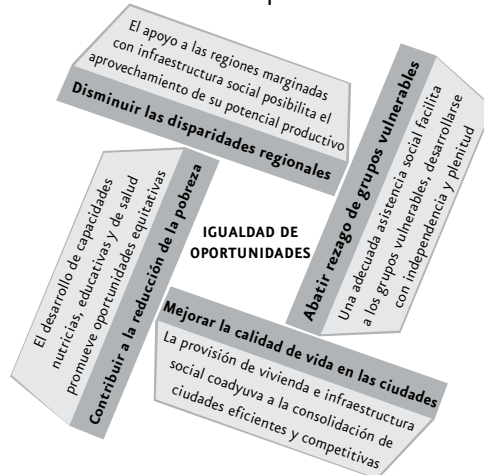 El apoyo a las regiones marginadas
con infraestructura social posibilita el
aprovechamiento de su potencial productivo
Disminuir las disparidades regionales
Abatir rezago de grupos vulnerables
Una adecuada asistencia social facilita
a los grupos vulnerables, desarrollarse
con independencia y plenitud
El desarrollo de capacidades
nutricias, educativas y de salud
promueve oportunidades equitativas
Contribuir a la reducción de la pobreza
IGUALDAD DE
OPORTUNIDADES
Mejorar la calidad de vida en las ciudades
La provisión de vivienda e infraestructura
social coadyuva a la consolidación de
ciudades eficientes y competitivas